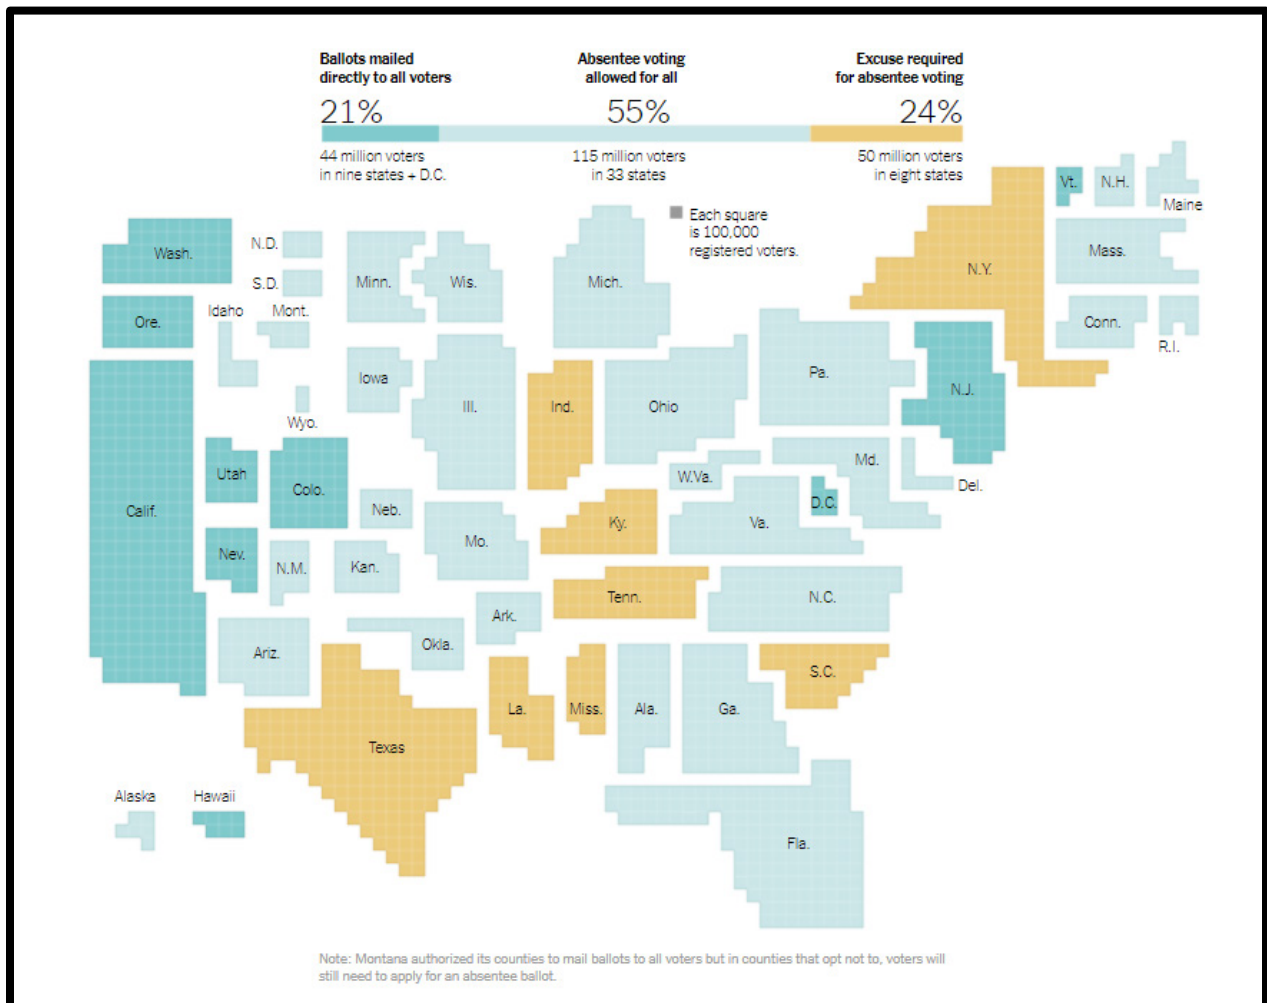 Ballots mailed
directly to all voters
21%
44 million voters
in nine states + D.C.
Absentee voting
allowed for all
55%
115 million voters
in 33 states
Excuse required
for absentee voting
24%
50 million voters
in eight states
Each square
is 100,000
registered voters.
Vt.
N.H.
Maine
Wash.
N.D.
S.D.
Minn.
Wis.
Mich.
N.Y.
Mass.
Ore.
Idaho
Mont.
Conn.
R.I.
Iowa
Pa.
Wyo.
Ill.
Ind.
Ohio
N.J.
Utah
Colo.
Md.
W.Va.
Del.
Calif.
Neb.
D.C.
Va.
Ky.
Mo.
Nev.
N.M.
Kan.
Tenn.
N.C.
Ark.
Okla.
Ariz.
S.C.
La.
Miss.
Ala.
Ga.
Texas
Alaska
Hawaii
Fla.
Note: Montana authorized its counties to mail ballots to all voters but in counties that opt not to, voters will
still need to apply for an absentee ballot.